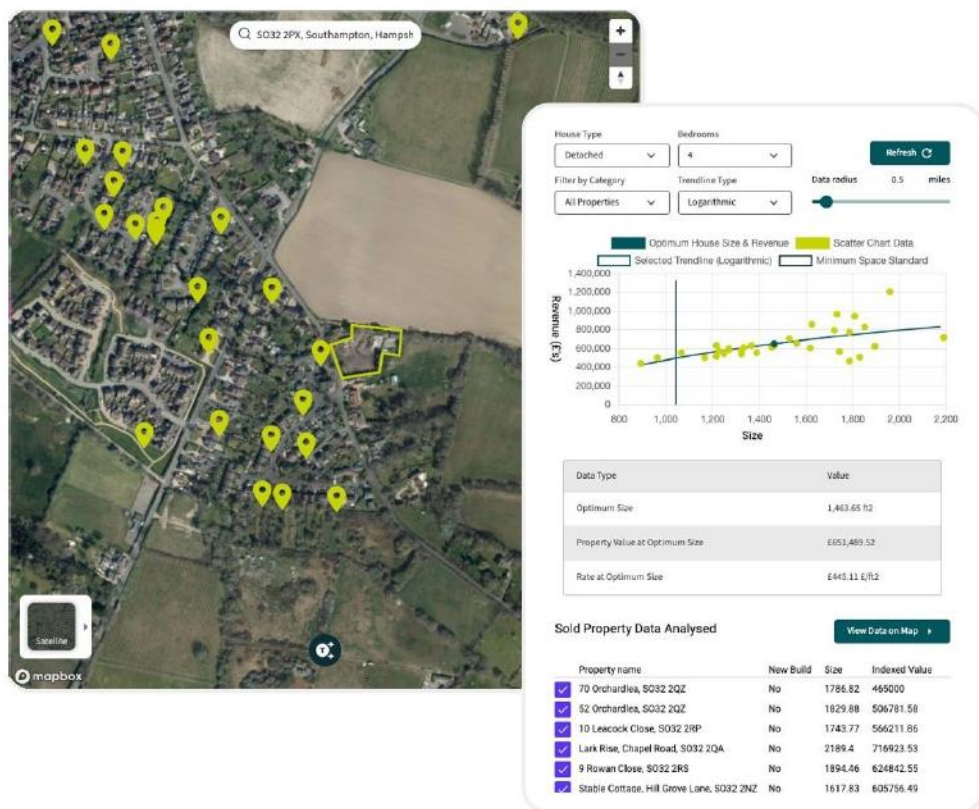 SO32 2PX, Southampton, Hampsh
+
−
Satellite
mapbox
T
House Type
Bedrooms
Detached
4
Refresh
Filter by Category
Trendline Type
Data radius 0.5 miles
All Properties
Logarithmic
Optimum House Size & Revenue
Scatter Chart Data
Selected Trendline (Logarithmic)
Minimum Space Standard
Revenue (£'s)
1,400,000
1,200,000
1,000,000
800,000
600,000
400,000
200,000
0
800 1,000 1,200 1,400 1,600 1,800 2,000 2,200
Size
Data Type Value
Optimum Size 1,463.65 ft2
Property Value at Optimum Size £651,489.52
Rate at Optimum Size £445.11 £/ft2
Sold Property Data Analysed
View Data on Map
Property name New Build Size Indexed Value
70 Orchardlea, SO32 2QZ No 1786.82 465000
52 Orchardlea, SO32 2QZ No 1829.88 506781.58
10 Leacock Close, SO32 2RP No 1743.77 566211.86
Lark Rise, Chapel Road, SO32 2QA No 2189.4 716923.53
9 Rowan Close, SO32 2RS No 1894.46 624842.55
Stable Cottage, Hill Grove Lane, SO32 2NZ No 1617.83 605756.49